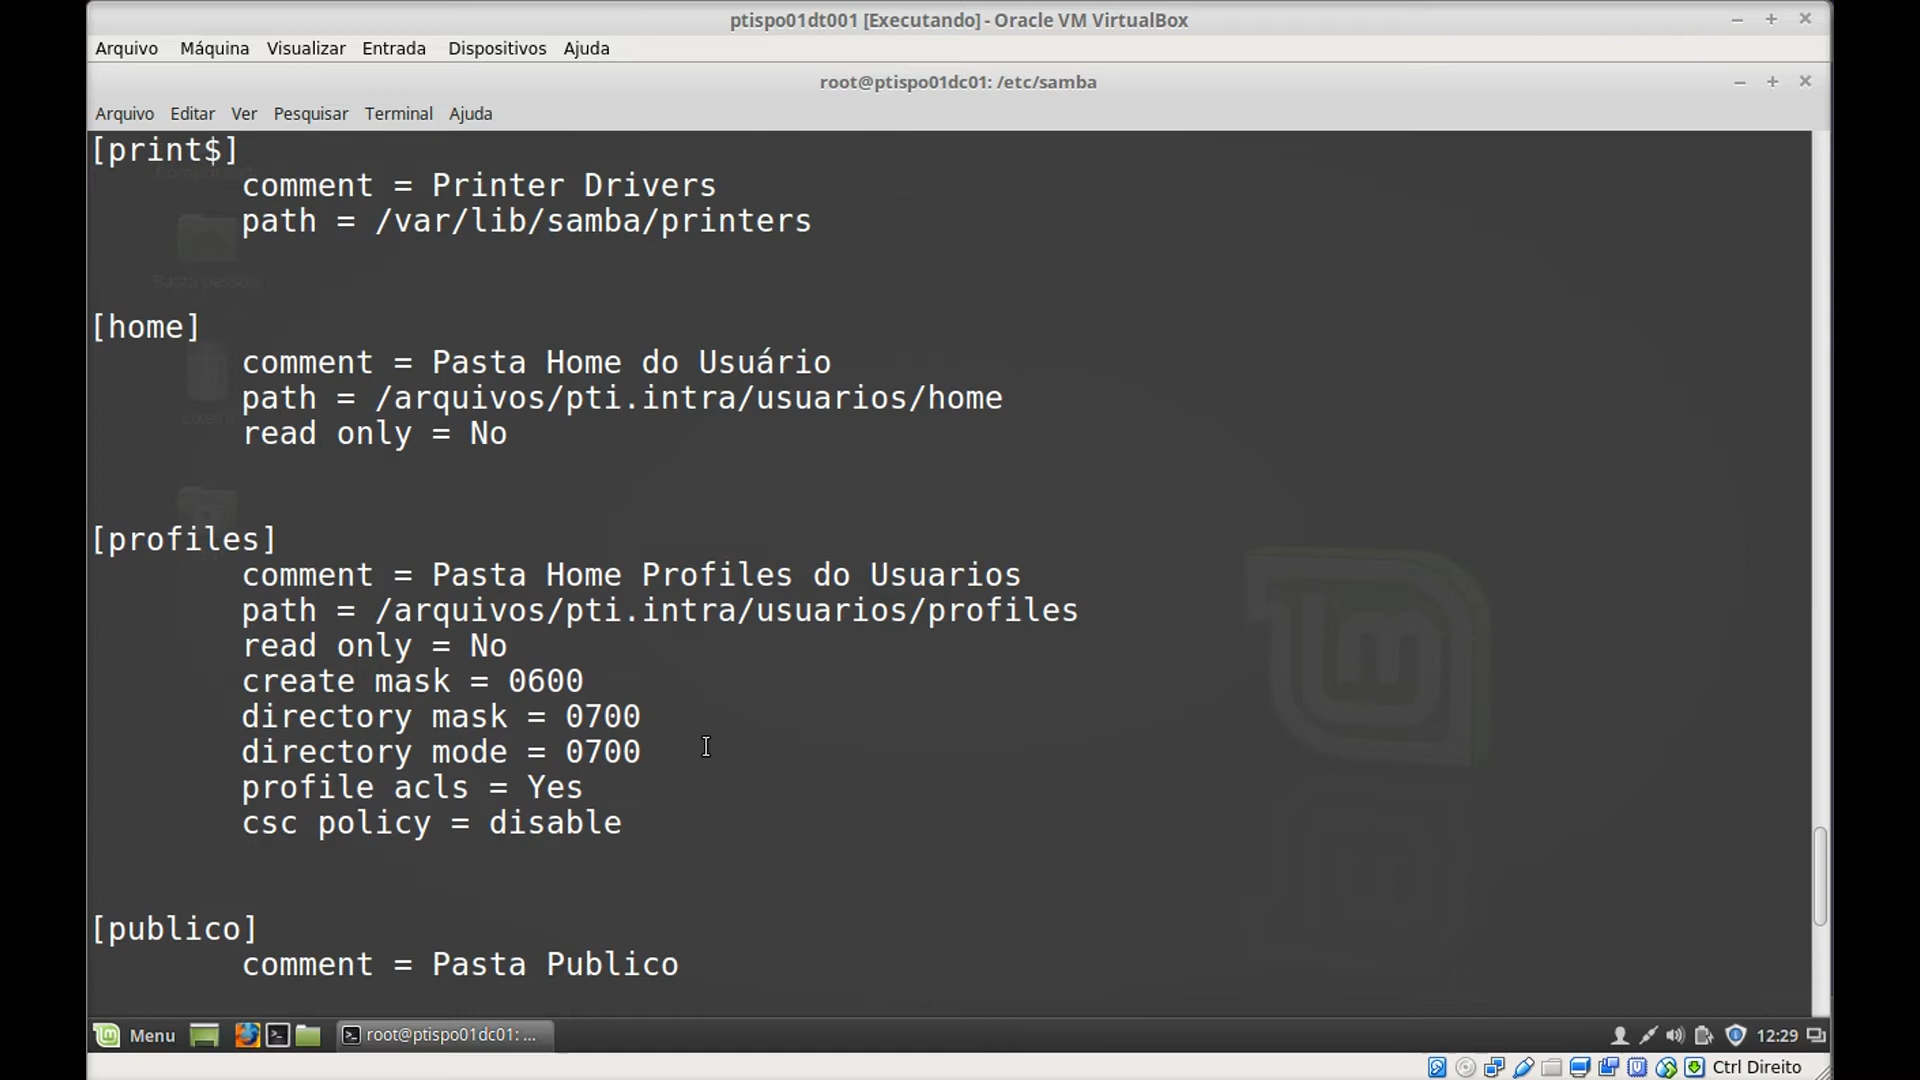 ptispo01dt001 [Executando] - Oracle VM VirtualBox
Arquivo Máquina Visualizar Entrada Dispositivos Ajuda
root@ptispo01dc01: /etc/samba
Arquivo Editar Ver Pesquisar Terminal Ajuda
[print$]
comment = Printer Drivers
path = /var/lib/samba/printers
[home]
comment = Pasta Home do Usuário
path = /arquivos/pti.intra/usuarios/home
read only = No
[profiles]
comment = Pasta Home Profiles do Usuarios
path = /arquivos/pti.intra/usuarios/profiles
read only = No
create mask = 0600
directory mask = 0700
directory mode = 0700
profile acls = Yes
csc policy = disable
[publico]
comment = Pasta Publico
Menu root@ptispo01dc01: ... 12:29
Ctrl Direito